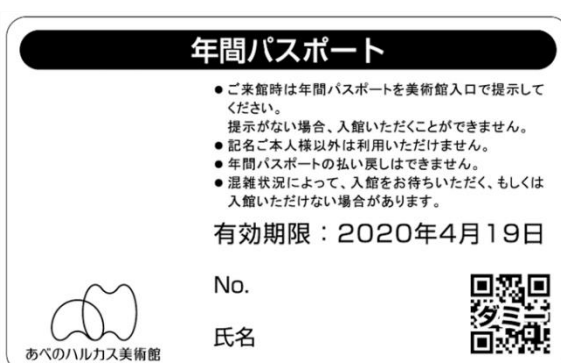 年間パスポート
●ご来館時は年間パスポートを美術館入口で提示して
ください。
提示がない場合、入館いただくことができません。
●記名ご本人様以外は利用いただけません。
●年間パスポートの払い戻しはできません。
●混雑状況によって、入館をお待ちいただく、もしくは
入館いただけない場合があります。
有効期限：2020年4月19日
No.
ダミー
氏名
あべのハルカス美術館